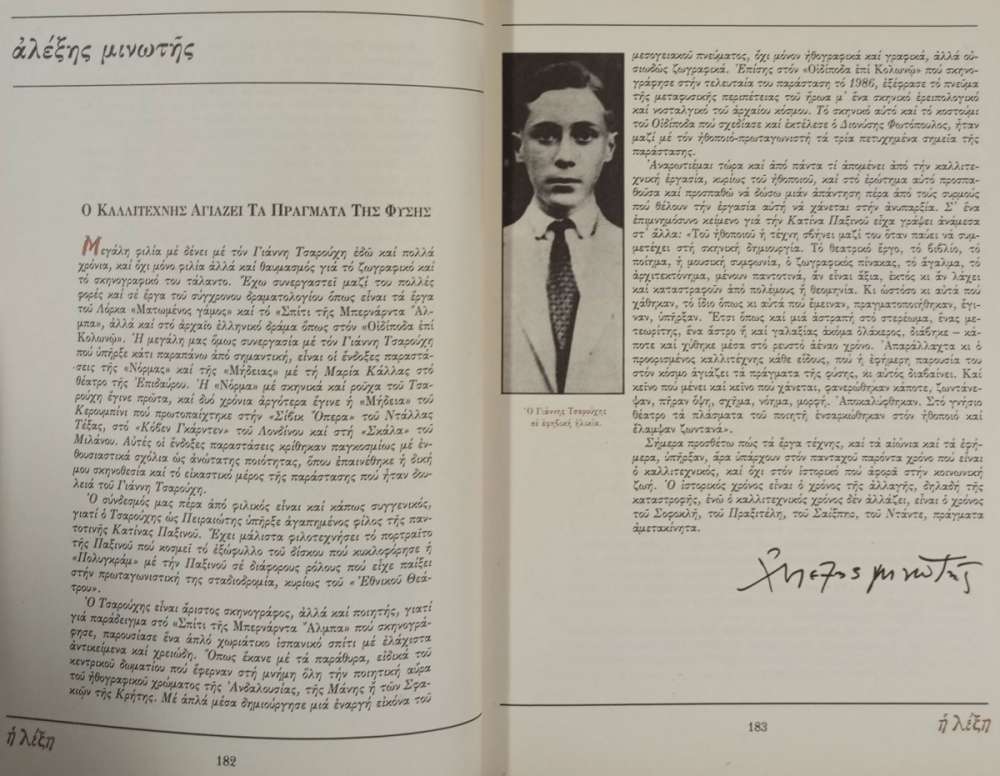 ἀλέξης μινωτῆς
Ο ΚΑΛΛΙΤΕΧΝΗΣ ΑΓΙΑΖΕΙ ΤΑ ΠΡΑΓΜΑΤΑ ΤΗΣ ΦΥΣΗΣ
Μεγάλη φιλία μέ δένει μέ τόν Γιάννη Τσαρούχη ἐδῶ καί πολλά
χρόνια, καί ὄχι μόνο φιλία ἀλλά καί θαυμασμός γιά τό ζωγραφικό καί
τό σκηνογραφικό του τάλαντο. Ἔχω συνεργαστεῖ μαζί του πολλές
φορές καί σέ ἔργα τοῦ σύγχρονου δραματολογίου ὅπως εἶναι τά ἔργα
τοῦ Λόρκα «Ματωμένος γάμος» καί τό «Σπίτι τῆς Μπερνάρντα Ἄλ-
μπα», ἀλλά καί στό ἀρχαῖο ἑλληνικό δράμα ὅπως στόν «Οἰδίποδα ἐπί
Κολωνῷ». Ἡ μεγάλη μας ὅμως συνεργασία μέ τόν Γιάννη Τσαρούχη
πού ὑπῆρξε κάτι παραπάνω ἀπό σημαντική, εἶναι οἱ ἔνδοξες παραστά-
σεις τῆς «Νόρμας» καί τῆς «Μήδειας» μέ τή Μαρία Κάλλας στό
θέατρο τῆς Ἐπιδαύρου. Ἡ «Νόρμα» μέ σκηνικά καί ροῦχα τοῦ Τσα-
ρούχη ἔγινε πρώτα, καί δυό χρόνια ἀργότερα ἔγινε ἡ «Μήδεια» τοῦ
Κερουμπίνι πού πρωτοπαίχτηκε στήν «Σίβικ Ὄπερα» τοῦ Ντάλλας
Τέξας, στό «Κόβεν Γκάρντεν» τοῦ Λονδίνου καί στή «Σκάλα» τοῦ
Μιλάνου. Αὐτές οἱ ἔνδοξες παραστάσεις κρίθηκαν παγκοσμίως μέ ἐν-
θουσιαστικά σχόλια ὡς ἀνώτατης ποιότητας, ὅπου ἐπαινέθηκε ἡ δική
μου σκηνοθεσία καί τό εἰκαστικό μέρος τῆς παράστασης πού ἦταν δου-
λειά τοῦ Γιάννη Τσαρούχη.
Ὁ σύνδεσμός μας πέρα ἀπό φιλικός εἶναι καί κάπως συγγενικός,
γιατί ὁ Τσαρούχης ὡς Πειραιώτης ὑπῆρξε ἀγαπημένος φίλος τῆς παν-
τοτινῆς Κατίνας Παξινοῦ. Ἔχει μάλιστα φιλοτεχνήσει τό πορτραῖτο
τῆς Παξινοῦ πού κοσμεῖ τό ἐξώφυλλο τοῦ δίσκου πού κυκλοφόρησε ἡ
«Πολυγκράμ» μέ τήν Παξινοῦ σέ διάφορους ρόλους πού εἶχε παίξει
στήν πρωταγωνιστική της σταδιοδρομία, κυρίως τοῦ «Ἐθνικοῦ Θεά-
τρου».
Ὁ Τσαρούχης εἶναι ἄριστος σκηνογράφος, ἀλλά καί ποιητής, γιατί
γιά παράδειγμα στό «Σπίτι τῆς Μπερνάρντα Ἄλμπα» πού σκηνογρά-
φησε, παρουσίασε ἕνα ἁπλό χωριάτικο ἱσπανικό σπίτι μέ ἐλάχιστα
ἀντικείμενα καί χρειώδη. Ὅπως ἔκανε μέ τά παράθυρα, εἰδικά τοῦ
κεντρικοῦ δωματίου πού ἔφερναν στή μνήμη ὅλη τήν ποιητική αὔρα
τοῦ ἠθογραφικοῦ χρώματος τῆς Ἀνδαλουσίας, τῆς Μάνης ἤ τῶν Σφα-
κιῶν τῆς Κρήτης. Μέ ἁπλά μέσα δημιούργησε μιά ἐναργή εἰκόνα τοῦ
ἡ λέξη
182
μεσογειακοῦ πνεύματος, ὄχι μόνον ἠθογραφικά καί γραφικά, ἀλλά οὐ-
σιωδῶς ζωγραφικά. Ἐπίσης στόν «Οἰδίποδα ἐπί Κολωνῷ» πού σκηνο-
γράφησε στήν τελευταία του παράσταση τό 1986, ἐξέφρασε τό πνεῦμα
τῆς μεταφυσικῆς περιπέτειας τοῦ ἥρωα μ' ἕνα σκηνικό ἐρειπολογικό
καί νοσταλγικό τοῦ ἀρχαίου κόσμου. Τό σκηνικό αὐτό καί τό κοστούμι
τοῦ Οἰδίποδα πού σχεδίασε καί ἐκτέλεσε ὁ Διονύσης Φωτόπουλος, ἦταν
μαζί μέ τόν ἠθοποιό-πρωταγωνιστή τά τρία πετυχημένα σημεῖα τῆς
παράστασης.
Ἀναρωτιέμαι τώρα καί ἀπό πάντα τί ἀπομένει ἀπό τήν καλλιτε-
χνική ἐργασία, κυρίως τοῦ ἠθοποιοῦ, καί στό ἐρώτημα αὐτό προσπα-
θοῦσα καί προσπαθῶ νά δώσω μιάν ἀπάντηση πέρα ἀπό τούς συρμούς
πού θέλουν τήν ἐργασία αὐτή νά χάνεται στήν ἀνυπαρξία. Σ' ἕνα
ἐπιμνημόσυνο κείμενο γιά τήν Κατίνα Παξινοῦ εἶχα γράψει ἀνάμεσα
στ' ἄλλα: «Τοῦ ἠθοποιοῦ ἡ τέχνη σβήνει μαζί του ὅταν παύει νά συμ-
μετέχει στή σκηνική δημιουργία. Τό θεατρικό ἔργο, τό βιβλίο, τό
ποίημα, ἡ μουσική συμφωνία, ὁ ζωγραφικός πίνακας, τό ἄγαλμα, τό
ἀρχιτεκτόνημα, μένουν παντοτινά, ἄν εἶναι ἄξια, ἐκτός κι ἄν λάχει
καί καταστραφοῦν ἀπό πολέμους ἤ θεομηνία. Κι ὡστόσο κι αὐτά πού
χάθηκαν, τό ἴδιο ὅπως κι αὐτά πού ἔμειναν, πραγματοποιήθηκαν, ἔγι-
ναν, ὑπῆρξαν. Ἔτσι ὅπως καί μιά ἀστραπή στό στερέωμα, ἕνας με-
τεωρίτης, ἕνα ἄστρο ἤ καί γαλαξίας ἀκόμα ὁλάκερος, διάβηκε – κά-
ποτε καί χύθηκε μέσα στό ρευστό ἀέναο χρόνο. Ἀπαράλλαχτα κι ὁ
προορισμένος καλλιτέχνης κάθε εἴδους, πού ἡ ἐφήμερη παρουσία του
στόν κόσμο ἁγιάζει τά πράγματα τῆς φύσης, κι αὐτός διαβαίνει. Καί
κεῖνο πού μένει καί κεῖνο πού χάνεται, φανερώθηκαν κάποτε, ζωντάνε-
ψαν, πῆραν ὄψη, σχῆμα, νόημα, μορφή. Ἀποκαλύφθηκαν. Στό γνήσιο
θέατρο τά πλάσματα τοῦ ποιητῆ ἐνσαρκώθηκαν στόν ἠθοποιό καί
ἔλαμψαν ζωντανά».
Σήμερα προσθέτω πώς τά ἔργα τέχνης, καί τά αἰώνια καί τά ἐφή-
μερα, ὑπῆρξαν, ἄρα ὑπάρχουν στόν πανταχοῦ παρόντα χρόνο πού εἶναι
ὁ καλλιτεχνικός, καί ὄχι στόν ἱστορικό πού ἀφορᾶ στήν κοινωνική
ζωή. Ὁ ἱστορικός χρόνος εἶναι ὁ χρόνος τῆς ἀλλαγῆς, δηλαδή τῆς
καταστροφῆς, ἐνῶ ὁ καλλιτεχνικός χρόνος δέν ἀλλάζει, εἶναι ὁ χρόνος
τοῦ Σοφοκλῆ, τοῦ Πραξιτέλη, τοῦ Σαίξπηρ, τοῦ Ντάντε, πράγματα
ἀμετακίνητα.
Ὁ Γιάννης Τσαρούχης
σέ ἐφηβική ἡλικία.
Ἀλέξης μινωτῆς
183
ἡ λέξη